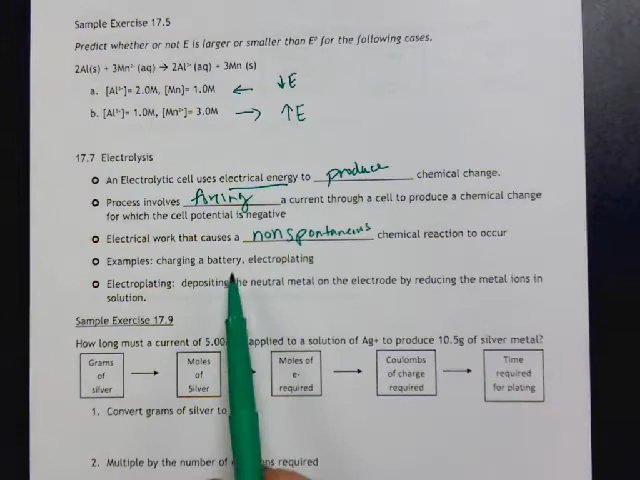 Sample Exercise 17.5
Predict whether or not E is larger or smaller than E° for the following cases.
2Al(s) + 3Mn²⁺ (aq) → 2Al³⁺ (aq) + 3Mn (s)
a. [Al³⁺]= 2.0M, [Mn]= 1.0M ← ↓E
b. [Al³⁺]= 1.0M, [Mn²⁺]= 3.0M → ↑E
17.7 Electrolysis
An Electrolytic cell uses electrical energy to produce chemical change.
Process involves forcing a current through a cell to produce a chemical change
for which the cell potential is negative
Electrical work that causes a nonspontaneous chemical reaction to occur
Examples: charging a battery, electroplating
Electroplating: depositing the neutral metal on the electrode by reducing the metal ions in
solution.
Sample Exercise 17.9
How long must a current of 5.00 applied to a solution of Ag+ to produce 10.5g of silver metal?
Grams of silver → Moles of Silver → Moles of e- required → Coulombs of charge required → Time required for plating
1. Convert grams of silver to
2. Multiply by the number of required